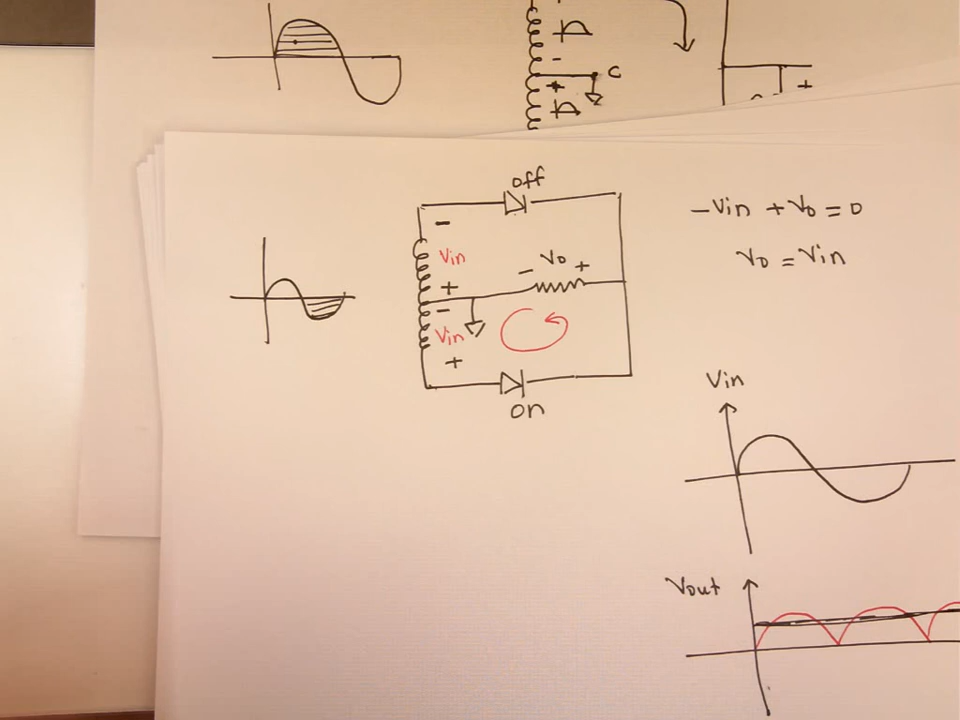 -
C
+
+
off
-
Vin
+
- Vo +
-
Vin
+
on
-Vin + Vo = 0
Vo = Vin
Vin
Vout